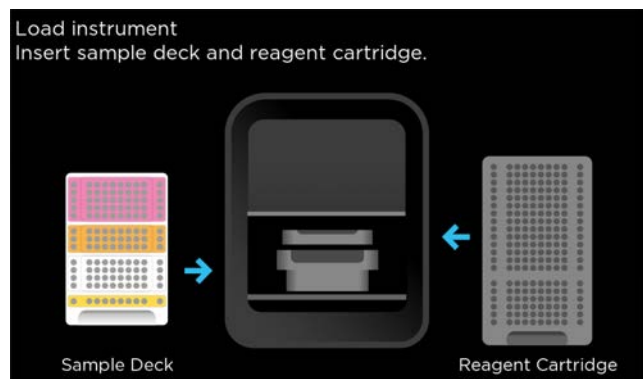 Load instrument
Insert sample deck and reagent cartridge.
Sample Deck
Reagent Cartridge